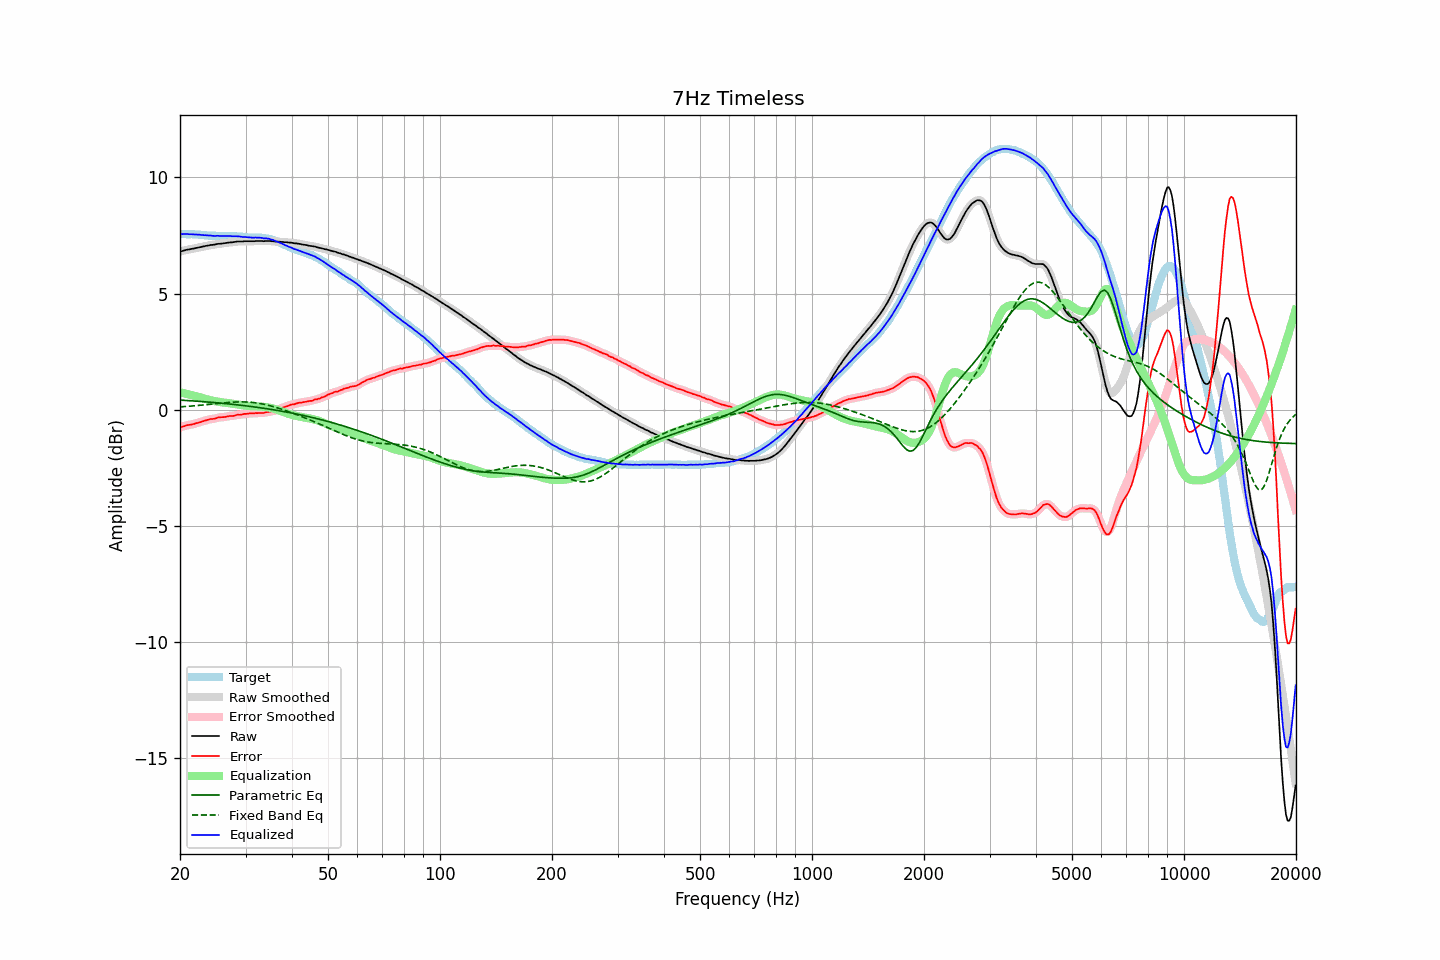 7Hz Timeless
10
5
0
−5
−10
−15
Amplitude (dBr)
Target
Raw Smoothed
Error Smoothed
Raw
Error
Equalization
Parametric Eq
Fixed Band Eq
Equalized
20 50 100 200 500 1000 2000 5000 10000 20000
Frequency (Hz)